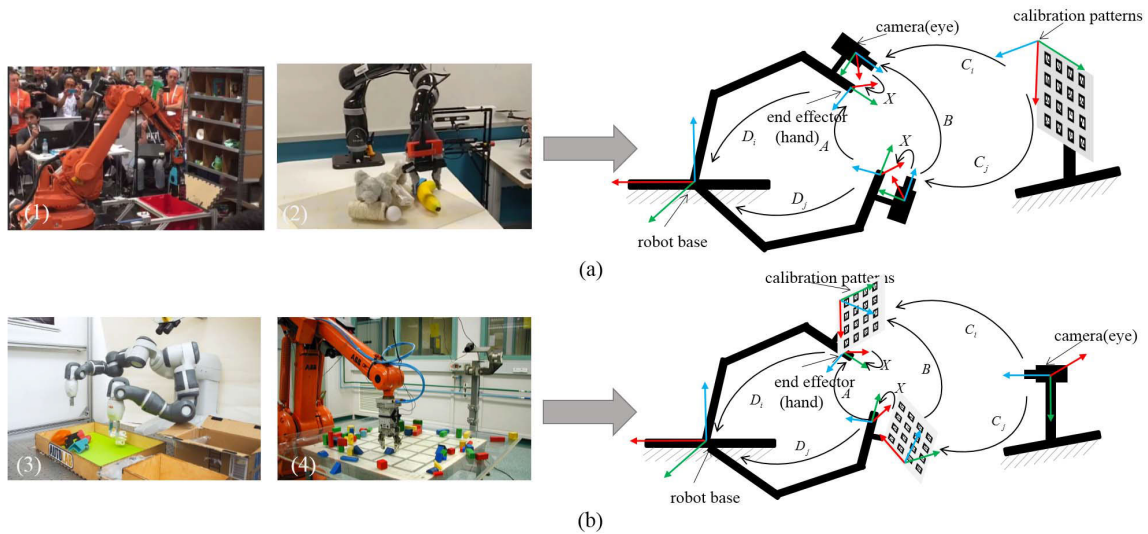 (1)
(2)
camera(eye)
calibration patterns
C_i
X
B
end effector
(hand)
A
D_i
X
C_j
D_j
robot base
(a)
(3)
(4)
calibration patterns
C_i
camera(eye)
X
B
end effector
(hand)
A
D_i
X
C_j
D_j
robot base
(b)